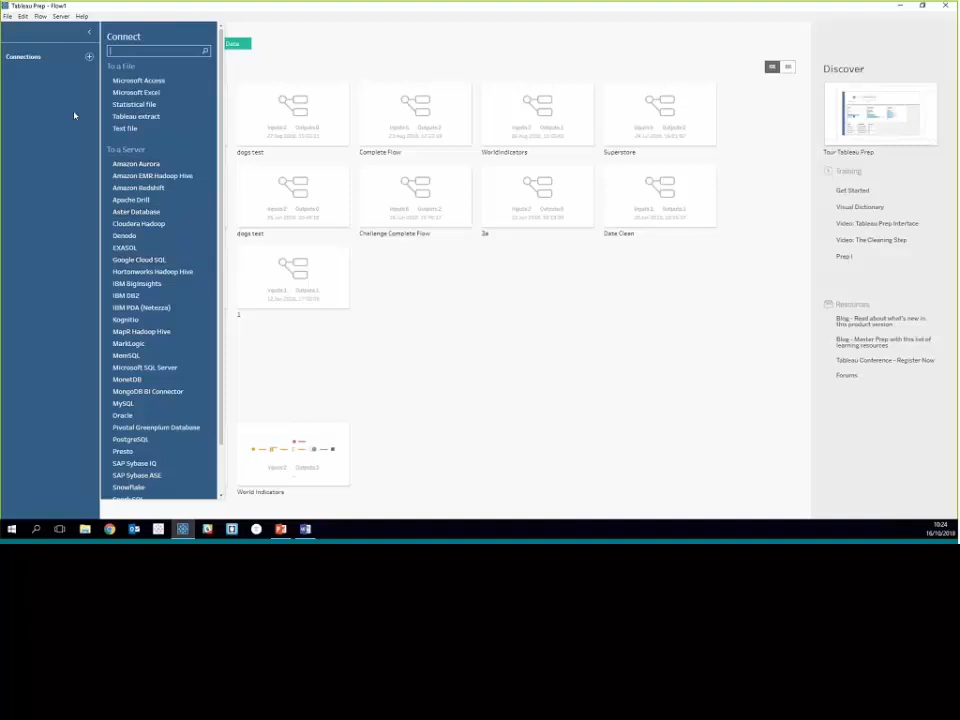 Tableau Prep - Flow1
File Edit Flow Server Help
Connections
Connect
To a File
Microsoft Access
Microsoft Excel
Statistical file
Tableau extract
Text file
To a Server
Amazon Aurora
Amazon EMR Hadoop Hive
Amazon Redshift
Apache Drill
Aster Database
Cloudera Hadoop
Denodo
EXASOL
Google Cloud SQL
Hortonworks Hadoop Hive
IBM BigInsights
IBM DB2
IBM PDA (Netezza)
Kognitio
MapR Hadoop Hive
MarkLogic
MemSQL
Microsoft SQL Server
MonetDB
MongoDB BI Connector
MySQL
Oracle
Pivotal Greenplum Database
PostgreSQL
Presto
SAP Sybase IQ
SAP Sybase ASE
Snowflake
Data
dogs test
Complete Flow
WorldIndicators
Superstore
dogs test
Challenge Complete Flow
Date Clean
1
World Indicators
Discover
Tour Tableau Prep
Training
Get Started
Visual Dictionary
Video: Tableau Prep Interface
Video: The Cleaning Step
Prep I
Resources
Blog - Read about what's new in
this product version
Blog - Master Prep with this list of
learning resources
Tableau Conference - Register Now
Forums
10:24
16/10/2018